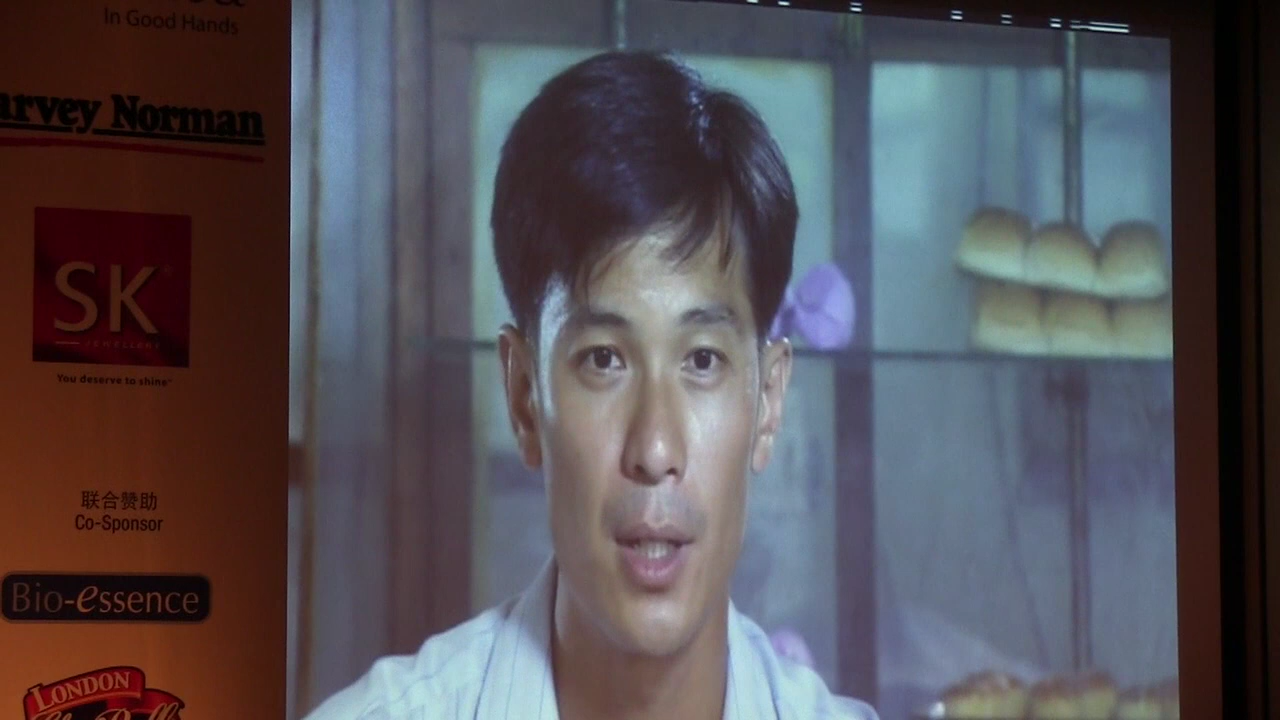 In Good Hands
arvey Norman
SK
JEWELLERY
You deserve to shine
联合赞助
Co-Sponsor
Bio-essence
LONDON